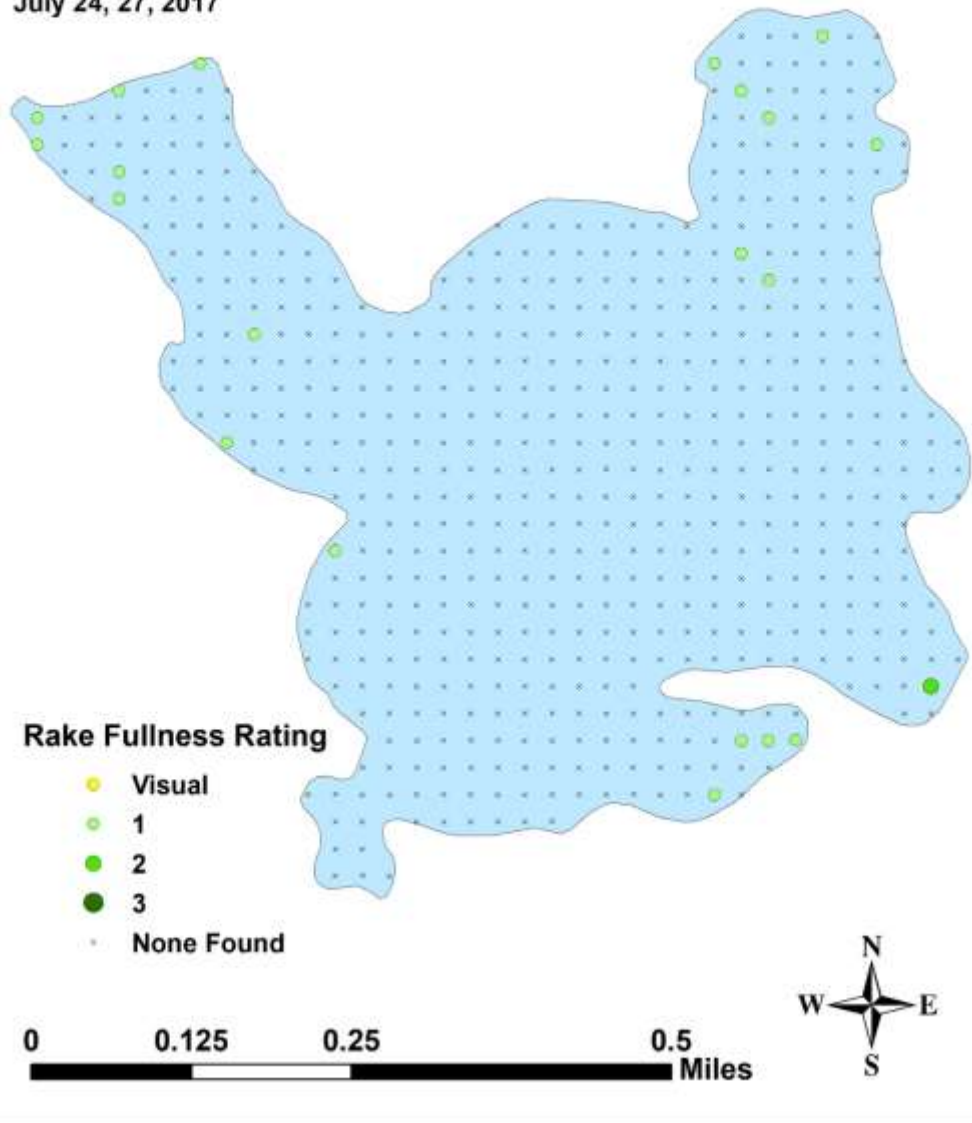 July 24, 27, 2017
Rake Fullness Rating
Visual
1
2
3
None Found
N
W E
S
0 0.125 0.25 0.5
Miles